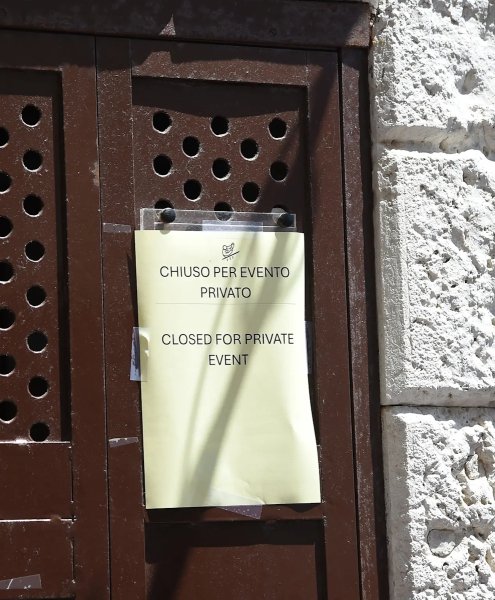 CHIUSO PER EVENTO
PRIVATO
CLOSED FOR PRIVATE
EVENT